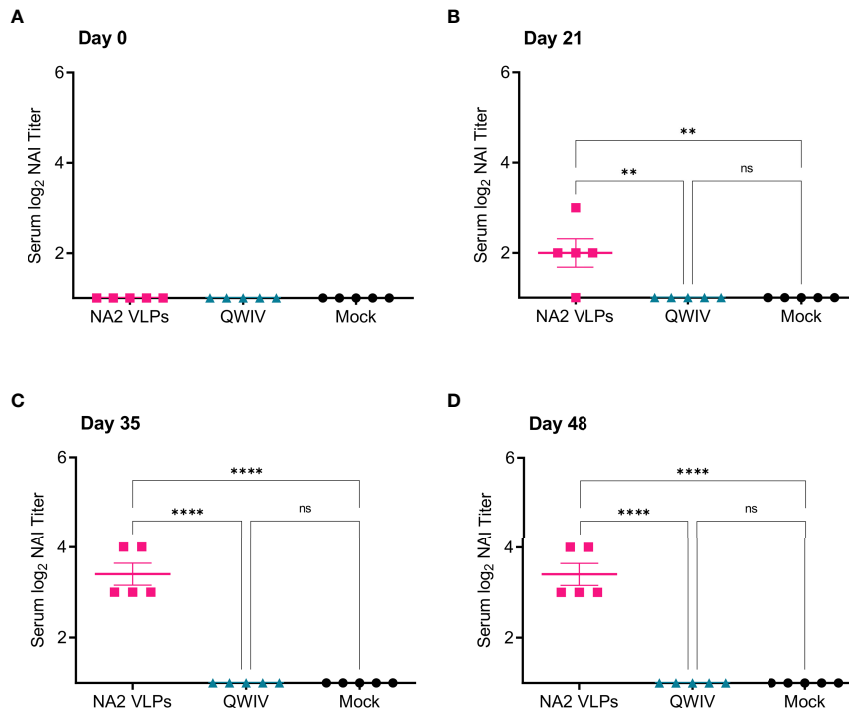 A
Day 0
Serum log2 NAI Titer
6
4
2
NA2 VLPs QWIV Mock
B
Day 21
Serum log2 NAI Titer
6
4
2
**
** ns
NA2 VLPs QWIV Mock
C
Day 35
Serum log2 NAI Titer
6
4
2
****
**** ns
NA2 VLPs QWIV Mock
D
Day 48
Serum log2 NAI Titer
6
4
2
****
**** ns
NA2 VLPs QWIV Mock